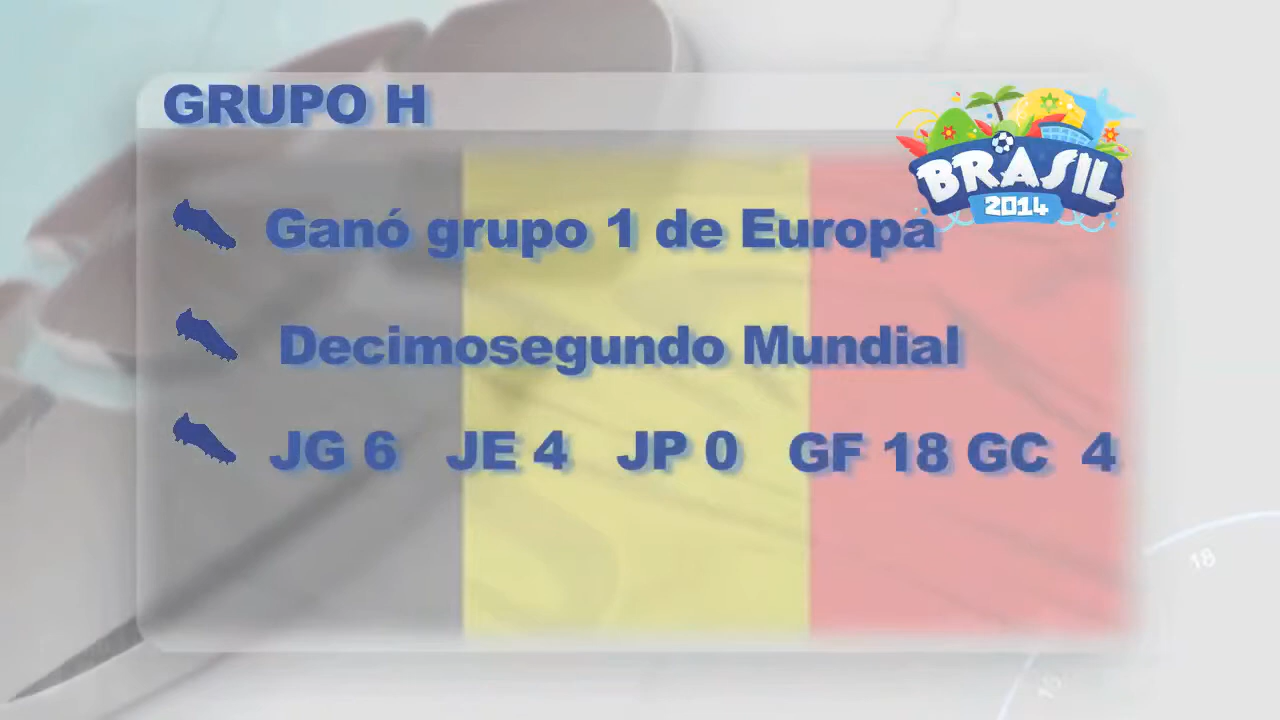 GRUPO H
BRASIL
2014
Ganó grupo 1 de Europa
Decimosegundo Mundial
JG 6 JE 4 JP 0 GF 18 GC 4
18